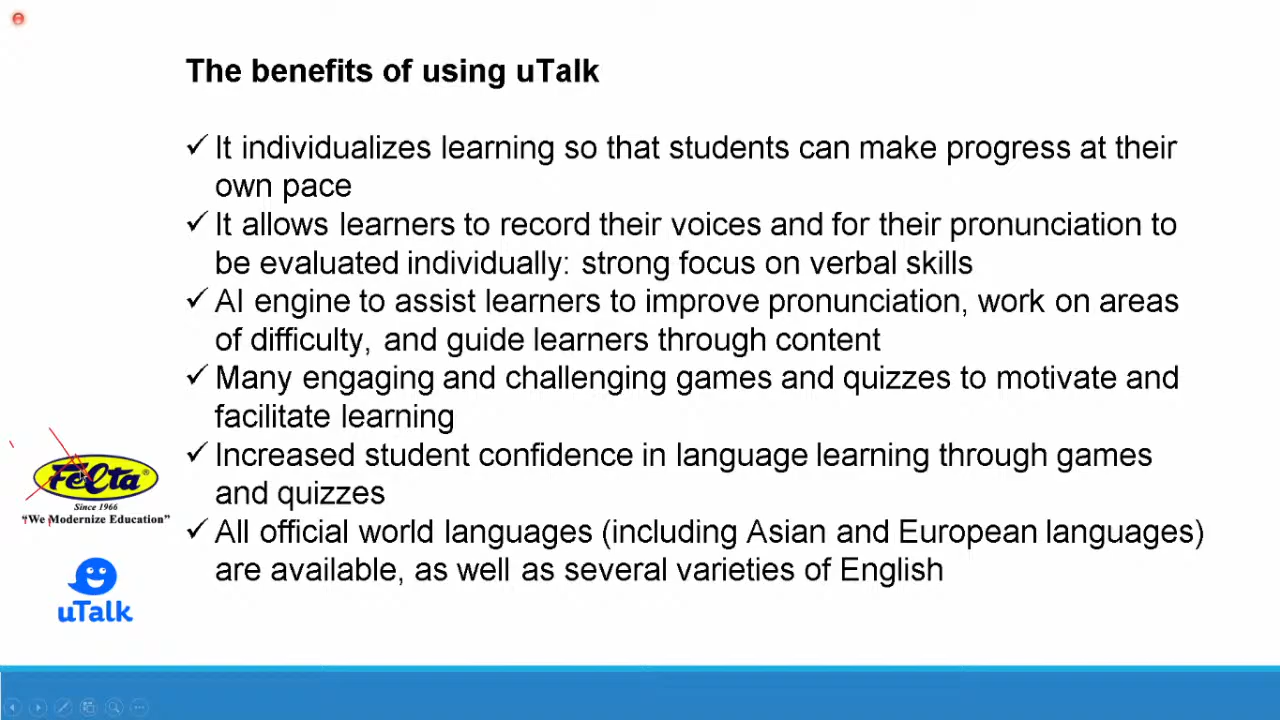 The benefits of using uTalk
✓ It individualizes learning so that students can make progress at their
own pace
✓ It allows learners to record their voices and for their pronunciation to
be evaluated individually: strong focus on verbal skills
✓ AI engine to assist learners to improve pronunciation, work on areas
of difficulty, and guide learners through content
✓ Many engaging and challenging games and quizzes to motivate and
facilitate learning
✓ Increased student confidence in language learning through games
and quizzes
✓ All official world languages (including Asian and European languages)
are available, as well as several varieties of English
Felta®
Since 1966
“We Modernize Education”
uTalk